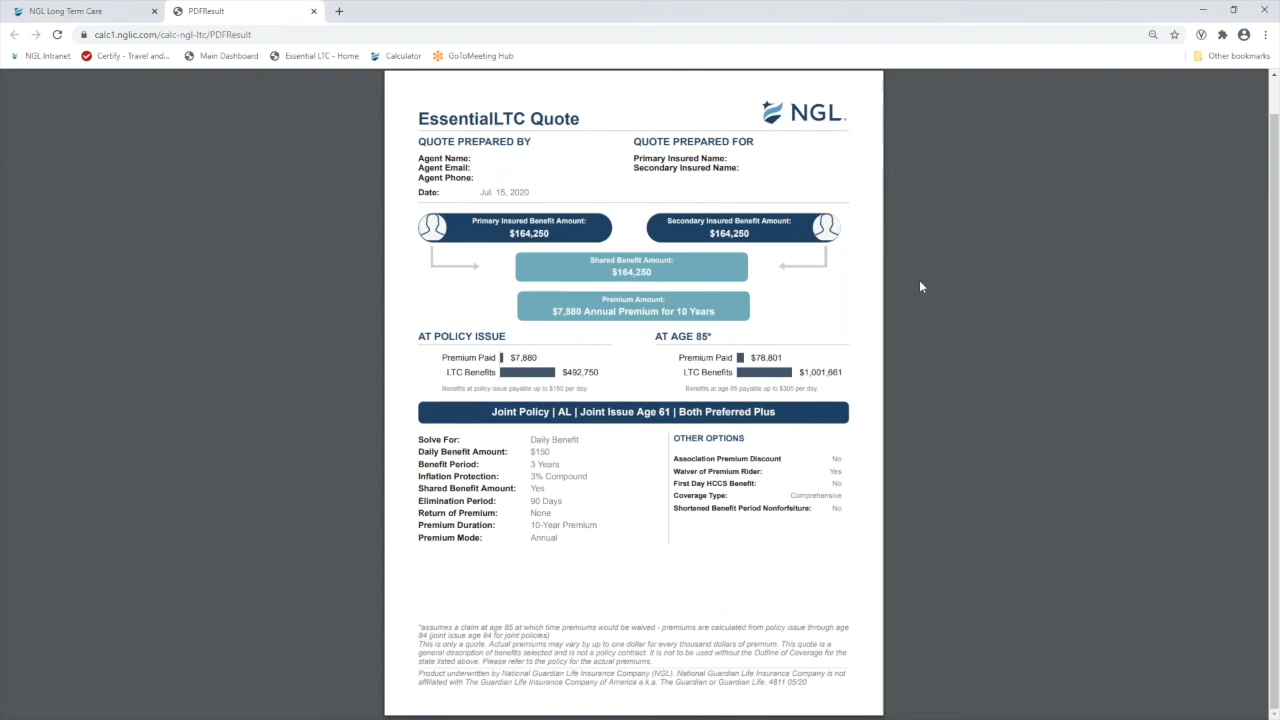 NGL Long Term Care
PDFResult
calc1.nglic.com/calc-ngl-ltc/PDFResult
NGL Intranet
Certify - Travel and...
Main Dashboard
Essential LTC - Home
Calculator
GoToMeeting Hub
Other bookmarks
EssentialLTC Quote
NGL.
QUOTE PREPARED BY
QUOTE PREPARED FOR
Agent Name:
Primary Insured Name:
Agent Email:
Secondary Insured Name:
Agent Phone:
Date: Jul. 15, 2020
Primary Insured Benefit Amount:
$164,250
Secondary Insured Benefit Amount:
$164,250
Shared Benefit Amount:
$164,250
Premium Amount:
$7,880 Annual Premium for 10 Years
AT POLICY ISSUE
Premium Paid $7,880
LTC Benefits $492,750
Benefits at policy issue payable up to $150 per day.
AT AGE 85*
Premium Paid $78,801
LTC Benefits $1,001,661
Benefits at age 85 payable up to $305 per day.
Joint Policy | AL | Joint Issue Age 61 | Both Preferred Plus
Solve For: Daily Benefit
Daily Benefit Amount: $150
Benefit Period: 3 Years
Inflation Protection: 3% Compound
Shared Benefit Amount: Yes
Elimination Period: 90 Days
Return of Premium: None
Premium Duration: 10-Year Premium
Premium Mode: Annual
OTHER OPTIONS
Association Premium Discount No
Waiver of Premium Rider: Yes
First Day HCCS Benefit: No
Coverage Type: Comprehensive
Shortened Benefit Period Nonforfeiture: No
*assumes a claim at age 85 at which time premiums would be waived - premiums are calculated from policy issue through age
84 (joint issue age 84 for joint policies)
This is only a quote. Actual premiums may vary by up to one dollar for every thousand dollars of premium. This quote is a
general description of benefits selected and is not a policy contract. It is not to be used without the Outline of Coverage for the
state listed above. Please refer to the policy for the actual premiums.
Product underwritten by National Guardian Life Insurance Company (NGL). National Guardian Life Insurance Company is not
affiliated with The Guardian Life Insurance Company of America a.k.a. The Guardian or Guardian Life. 4811 05/20